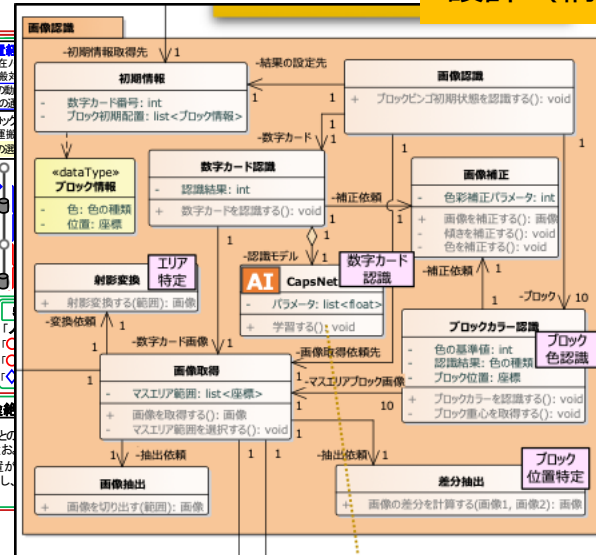 画像認識
-初期情報取得先
1
-結果の設定先
初期情報
- 数字カード番号: int
- ブロック初期配置: list<ブロック情報>
1
画像認識
+ ブロックビンゴ初期状態を認識する(): void
1
1
1
1
-数字カード
1
«dataType»
ブロック情報
- 色: 色の種類
- 位置: 座標
数字カード認識
- 認識結果: int
+ 数字カードを認識する(): void
-補正依頼
1
1
画像補正
- 色彩補正パラメータ: int
+ 画像を補正する(): 画像
- 傾きを補正する(): void
- 色を補正する(): void
1
1
1
-認識モデル
1
数字カード
認識
射影変換
エリア
特定
+ 射影変換する(範囲): 画像
AI
CapsNet
- パラメータ: list<float>
+ 学習する(): void
-補正依頼
1
1
-ブロック
10
-変換依頼
1
-数字カード画像
1
-画像取得依頼先
1
ブロックカラー認識
ブロック
色認識
- 色の基準値: int
- 認識結果: 色の種類
- ブロック位置: 座標
+ ブロックカラーを認識する(): void
- ブロック重心を取得する(): void
画像取得
- マスエリア範囲: list<座標>
+ 画像を取得する(): 画像
- マスエリア範囲を選択する(): void
1
-マスエリアブロック画像
1
10
1
1
1
-抽出依頼
1
1
1
-抽出依頼
1
画像抽出
+ 画像を切り出す(範囲): 画像
差分抽出
ブロック
位置特定
+ 画像の差分を計算する(画像1, 画像2): 画像